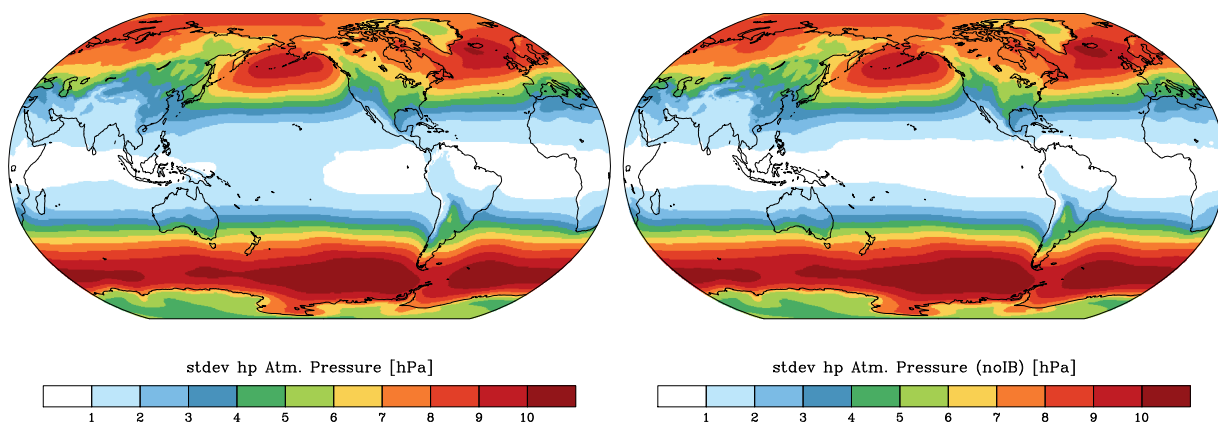 stdev hp Atm. Pressure [hPa]
1 2 3 4 5 6 7 8 9 10
stdev hp Atm. Pressure (noIB) [hPa]
1 2 3 4 5 6 7 8 9 10